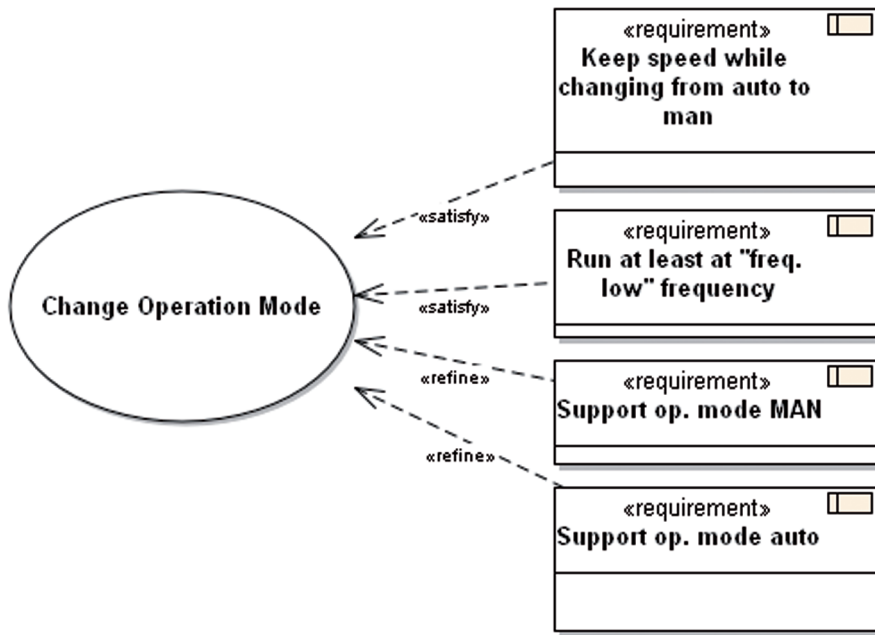 «requirement»
Keep speed while
changing from auto to
man
«satisfy»
«requirement»
Run at least at "freq.
low" frequency
Change Operation Mode
«satisfy»
«refine»
«requirement»
Support op. mode MAN
«refine»
«requirement»
Support op. mode auto